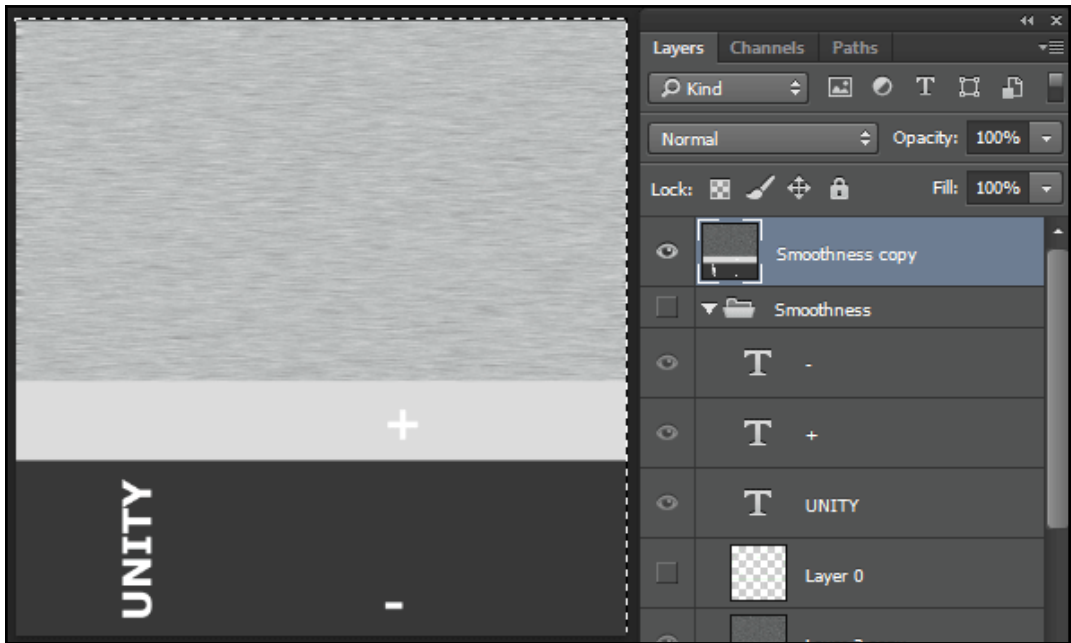 +
UNITY
-
Layers Channels Paths
Kind T
Normal Opacity: 100%
Lock: Fill: 100%
Smoothness copy
Smoothness
T -
T +
T UNITY
Layer 0